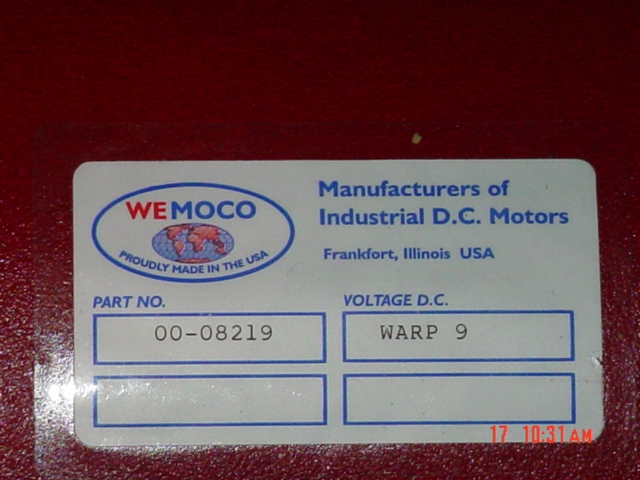 WEMOCO
PROUDLY MADE IN THE USA
Manufacturers of
Industrial D.C. Motors
Frankfort, Illinois USA
PART NO.
00-08219
VOLTAGE D.C.
WARP 9
17 10:31AM